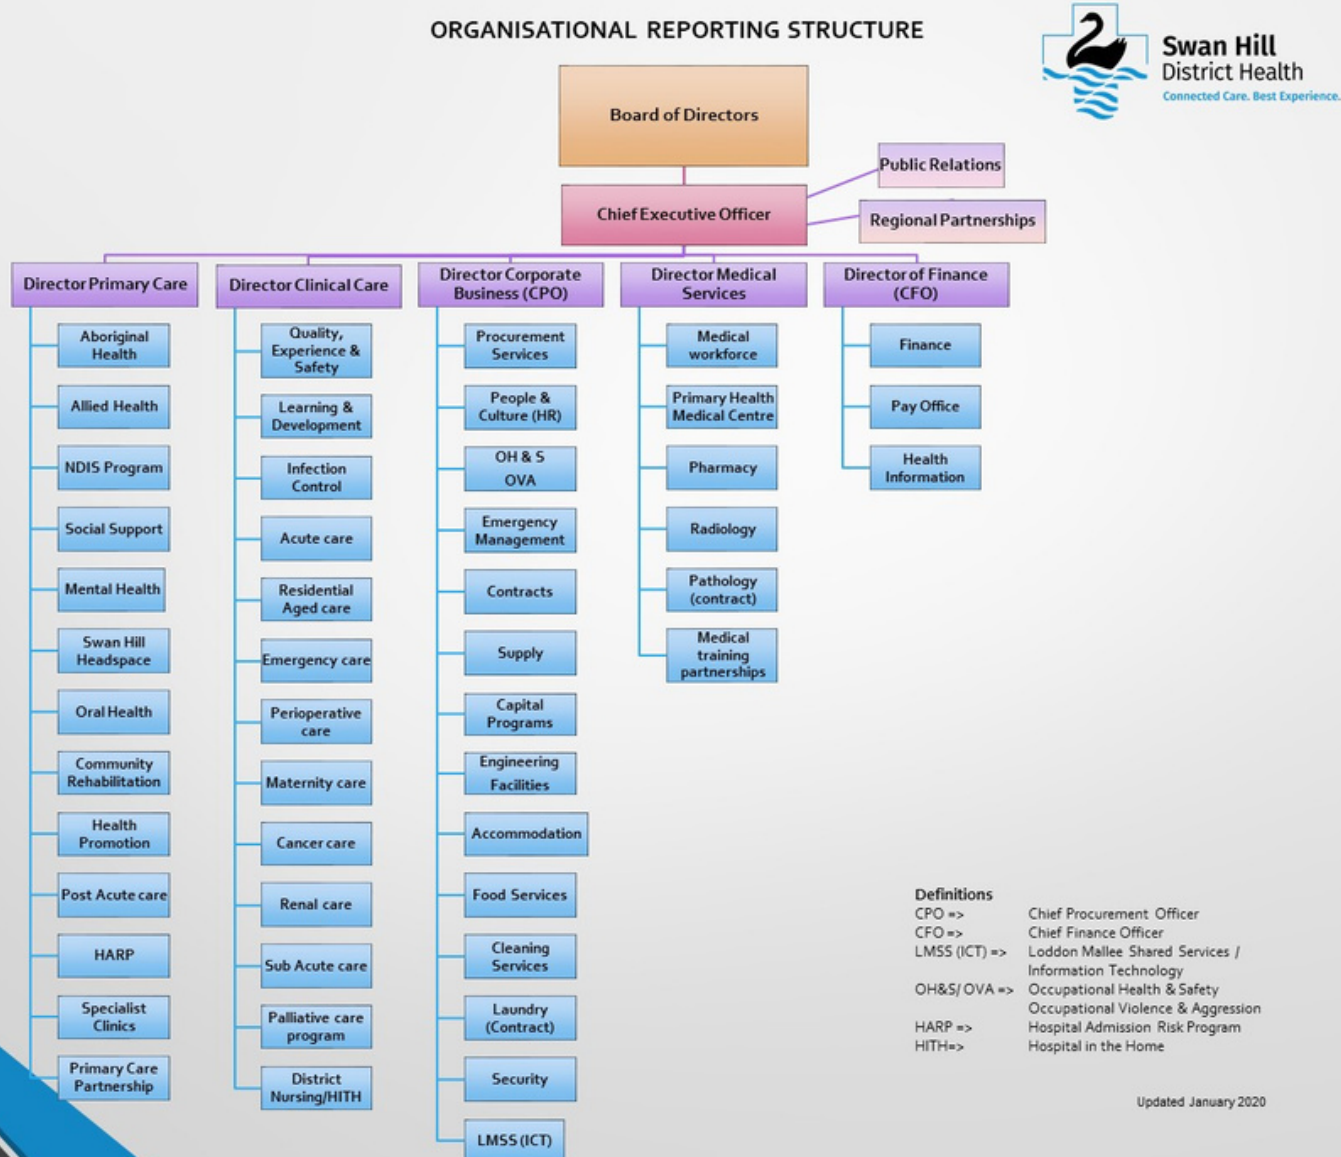 ORGANISATIONAL REPORTING STRUCTURE
Swan Hill
District Health
Connected Care. Best Experience.
Board of Directors
Public Relations
Chief Executive Officer
Regional Partnerships
Director Primary Care
Director Clinical Care
Director Corporate
Business (CPO)
Director Medical
Services
Director of Finance
(CFO)
Aboriginal
Health
Allied Health
NDIS Program
Social Support
Mental Health
Swan Hill
Headspace
Oral Health
Community
Rehabilitation
Health
Promotion
Post Acute care
HARP
Specialist
Clinics
Primary Care
Partnership
Quality,
Experience &
Safety
Learning &
Development
Infection
Control
Acute care
Residential
Aged care
Emergency care
Perioperative
care
Maternity care
Cancer care
Renal care
Sub Acute care
Palliative care
program
District
Nursing/HITH
Procurement
Services
People &
Culture (HR)
OH & S
OVA
Emergency
Management
Contracts
Supply
Capital
Programs
Engineering
Facilities
Accommodation
Food Services
Cleaning
Services
Laundry
(Contract)
Security
LMSS (ICT)
Medical
workforce
Primary Health
Medical Centre
Pharmacy
Radiology
Pathology
(contract)
Medical
training
partnerships
Finance
Pay Office
Health
Information
Definitions
CPO => Chief Procurement Officer
CFO => Chief Finance Officer
LMSS (ICT) => Loddon Mallee Shared Services /
Information Technology
OH&S/ OVA => Occupational Health & Safety
Occupational Violence & Aggression
HARP => Hospital Admission Risk Program
HITH=> Hospital in the Home
Updated January 2020